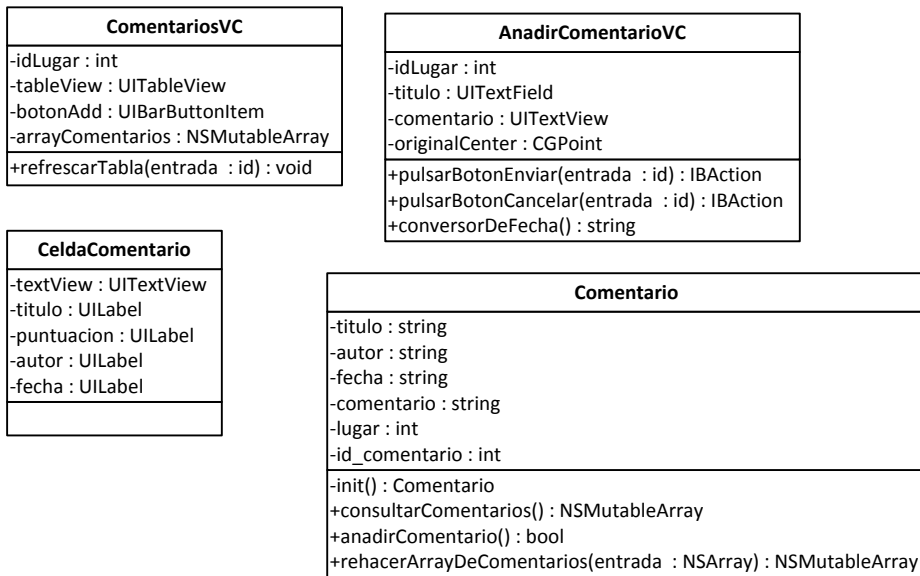 ComentariosVC
-idLugar : int
-tableView : UITableView
-botonAdd : UIBarButtonItem
-arrayComentarios : NSMutableArray
+refrescarTabla(entrada : id) : void
AnadirComentarioVC
-idLugar : int
-titulo : UITextField
-comentario : UITextView
-originalCenter : CGPoint
+pulsarBotonEnviar(entrada : id) : IBAction
+pulsarBotonCancelar(entrada : id) : IBAction
+conversorDeFecha() : string
CeldaComentario
-textView : UITextView
-titulo : UILabel
-puntuacion : UILabel
-autor : UILabel
-fecha : UILabel
Comentario
-titulo : string
-autor : string
-fecha : string
-comentario : string
-lugar : int
-id_comentario : int
-init() : Comentario
+consultarComentarios() : NSMutableArray
+anadirComentario() : bool
+rehacerArrayDeComentarios(entrada : NSArray) : NSMutableArray